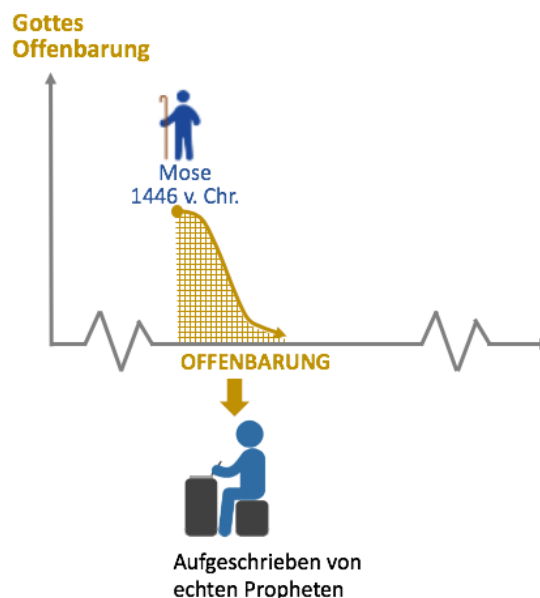 Gottes
Offenbarung
Mose
1446 v. Chr.
OFFENBARUNG
Aufgeschrieben von
echten Propheten